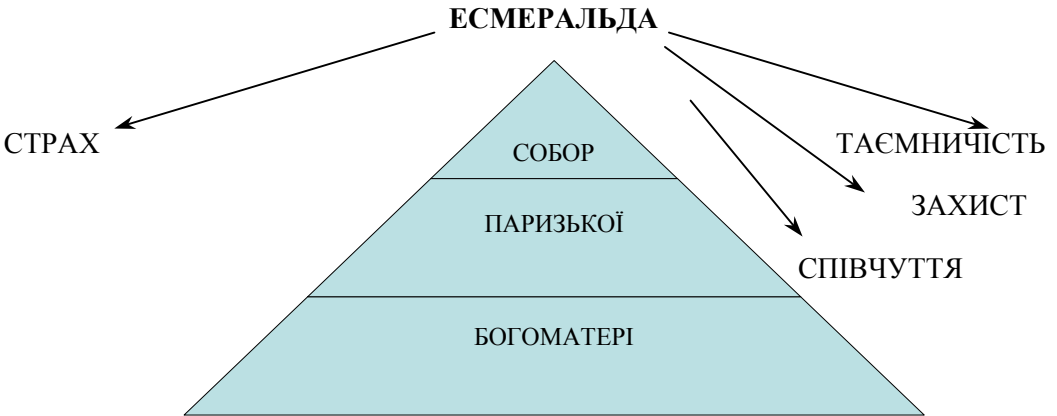 ЕСМЕРАЛЬДА
СТРАХ
СОБОР
ТАЄМНИЧІСТЬ
ЗАХИСТ
ПАРИЗЬКОЇ
СПІВЧУТТЯ
БОГОМАТЕРІ